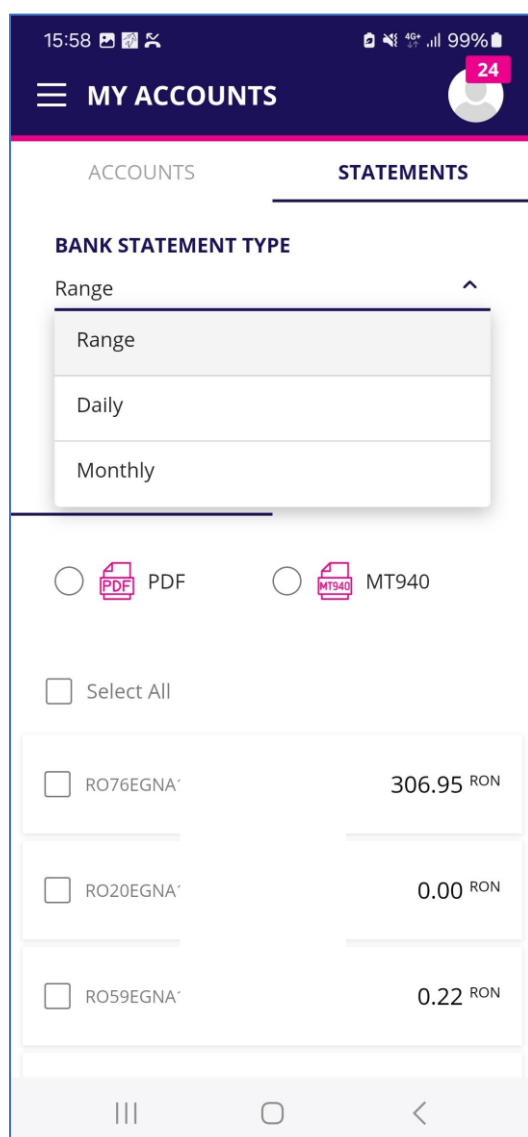 15:58 4G+ 99%
24
MY ACCOUNTS
ACCOUNTS STATEMENTS
BANK STATEMENT TYPE
Range
Range
Daily
Monthly
PDF PDF MT940 MT940
Select All
RO76EGNA 306.95 RON
RO20EGNA 0.00 RON
RO59EGNA 0.22 RON